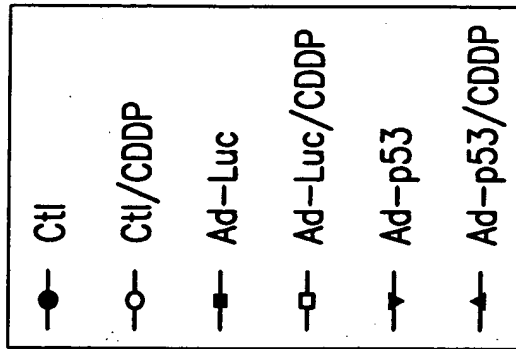 Ctl
Ctl/CDDP
Ad-Luc
Ad-Luc/CDDP
Ad-p53
Ad-p53/CDDP